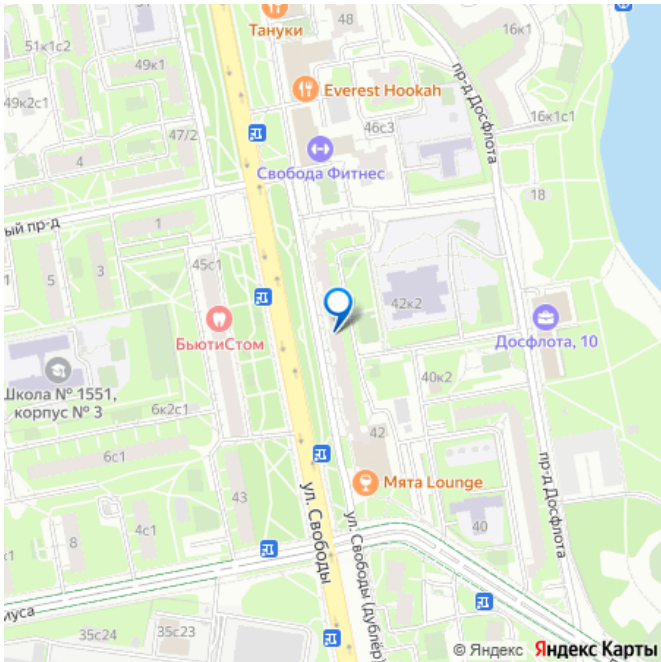 48
16к1
Тануки
51к1с2
49к1
Everest Hookah
49к2с1
пр-д Досфлота
16к1с1
46с3
47/2
Свобода Фитнес
4
18
ый пр-д
1
45с1
3
5
1
42к2
БьютиСтом
Досфлота, 10
Школа № 1551,
корпус № 3
40к2
6к2с1
42
6с1
Мята Lounge
пр-д Досфлота
43
ул. Свободы
4с1
40
к1
8
ул. Свободы (дублёр)
иуса
35с24
35с23
© Яндекс Яндекс Карты